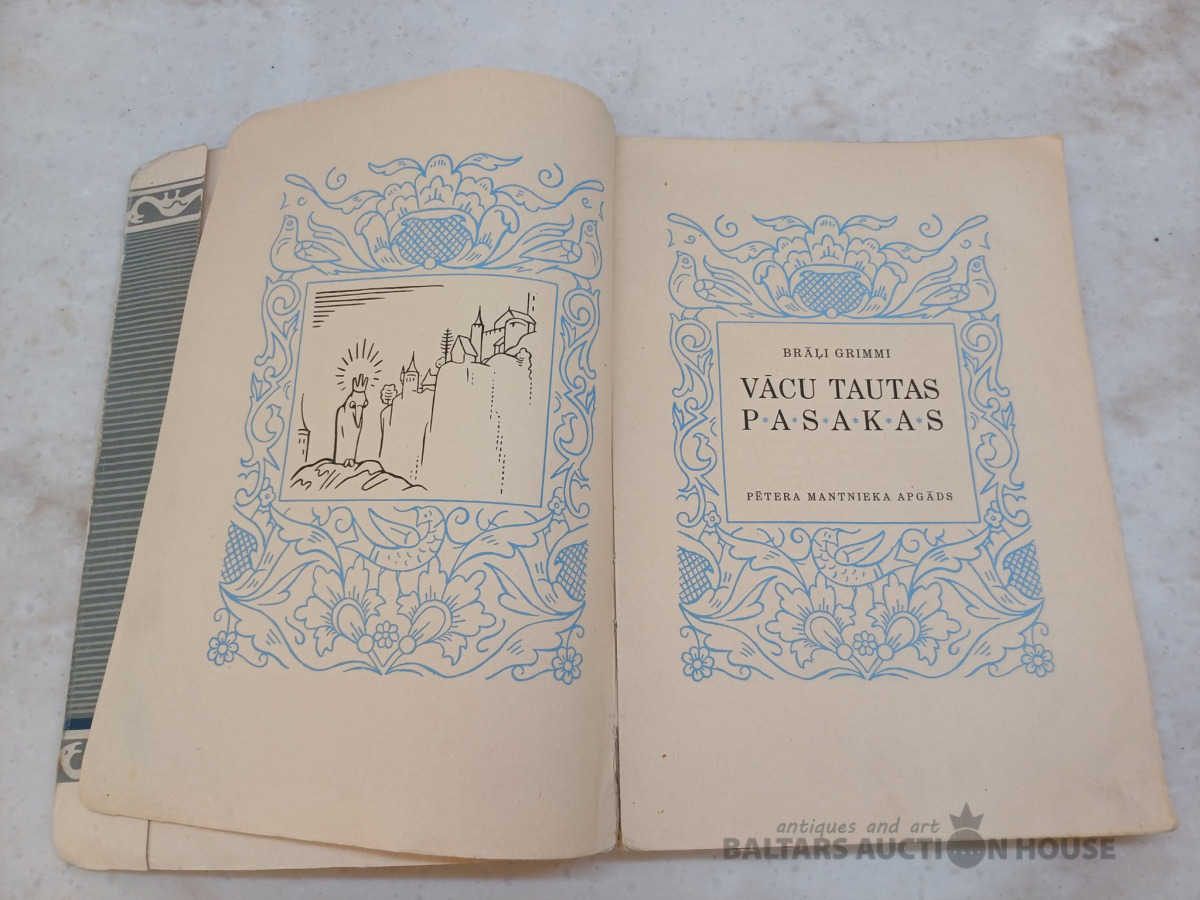 BRĀĻI GRIMMI
VĀCU TAUTAS
P*A*S*A*K*A*S
PĒTERA MANTNIEKA APGĀDS
antiques and art
BALTARS AUCTION HOUSE